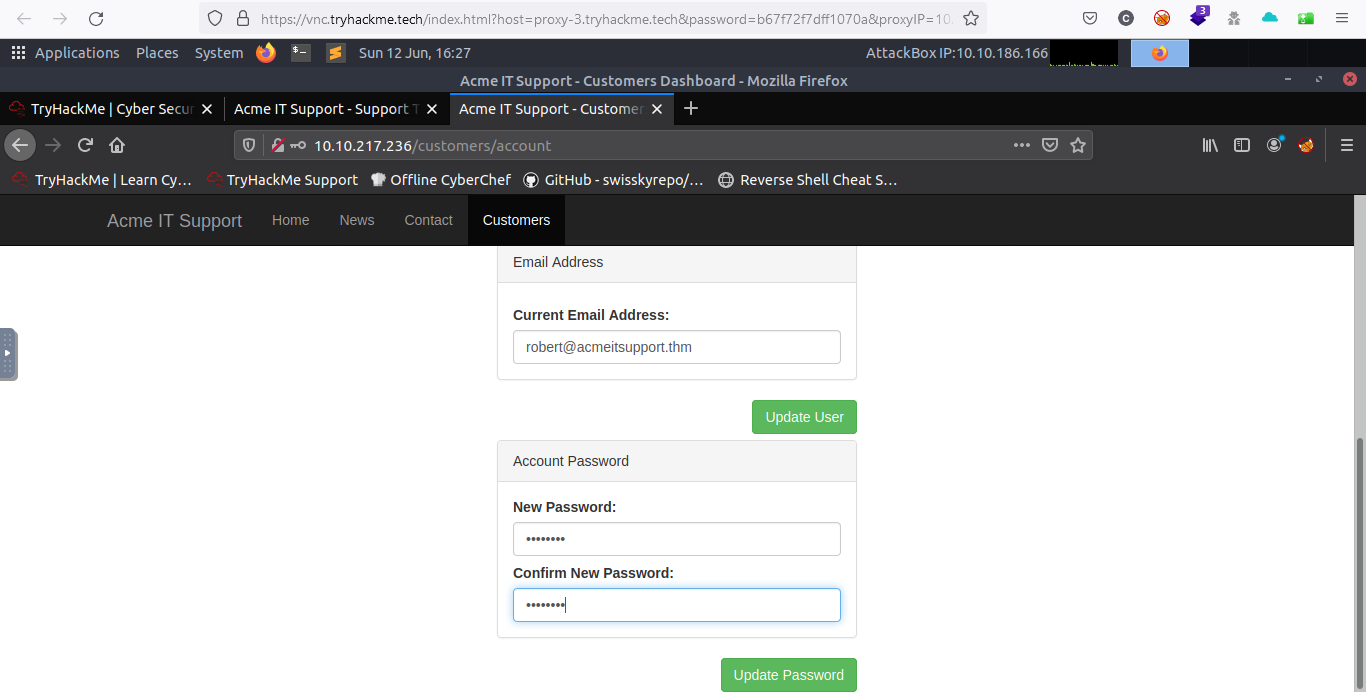 https://vnc.tryhackme.tech/index.html?host=proxy-3.tryhackme.tech&password=b67f72f7dff1070a&proxyIP=10.
3
Applications Places System Sun 12 Jun, 16:27 AttackBox IP:10.10.186.166
Acme IT Support - Customers Dashboard - Mozilla Firefox
TryHackMe | Cyber Secur Acme IT Support - Support T Acme IT Support - Customer
10.10.217.236/customers/account
TryHackMe | Learn Cy... TryHackMe Support Offline CyberChef GitHub - swisskyrepo/... Reverse Shell Cheat S...
Acme IT Support Home News Contact Customers
Email Address
Current Email Address:
robert@acmeitsupport.thm
Update User
Account Password
New Password:
••••••••
Confirm New Password:
••••••••
Update Password